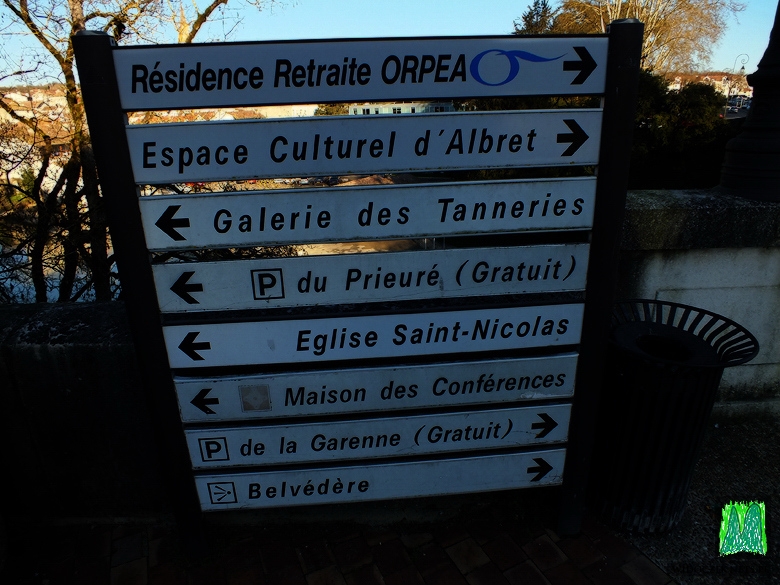 Résidence Retraite ORPEA
Espace Culturel d'Albret
Galerie des Tanneries
P du Prieuré (Gratuit)
Eglise Saint-Nicolas
Maison des Conférences
P de la Garenne (Gratuit)
Belvédère